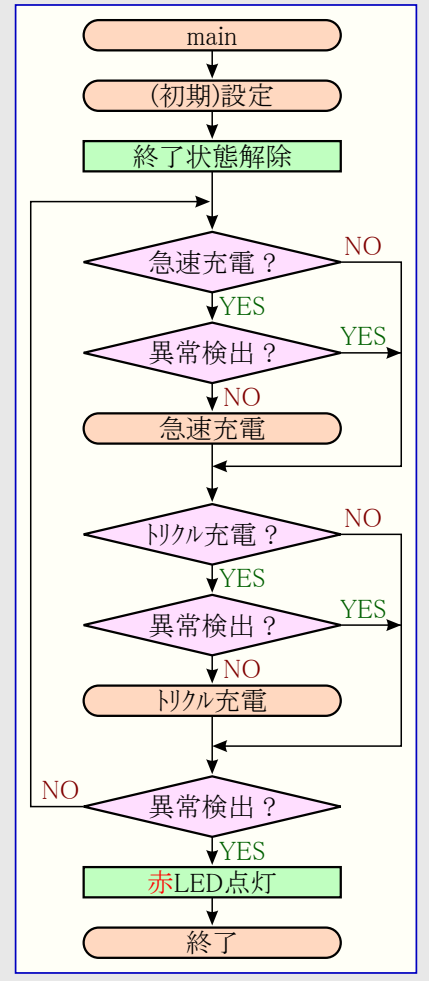 main
(初期)設定
終了状態解除
急速充電？
NO
YES
異常検出？
YES
NO
急速充電
ﾄﾘｸﾙ充電？
NO
YES
異常検出？
YES
NO
ﾄﾘｸﾙ充電
異常検出？
NO
YES
赤LED点灯
終了